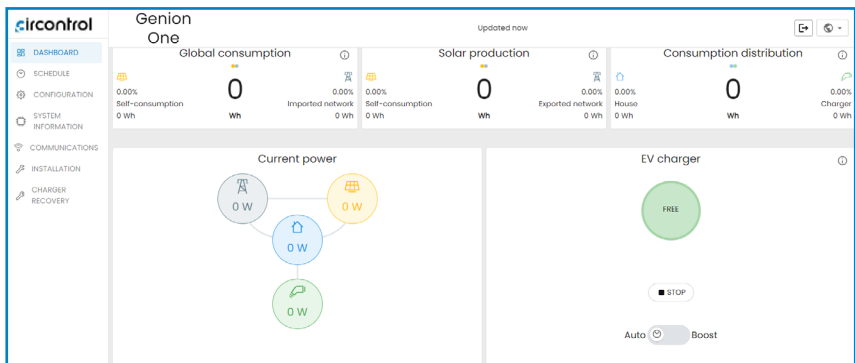 circontrol
Genion
One
Updated now
DASHBOARD
SCHEDULE
CONFIGURATION
SYSTEM
INFORMATION
COMMUNICATIONS
INSTALLATION
CHARGER
RECOVERY
Global consumption
0.00%
0
0.00%
Self-consumption
Imported network
0 Wh
Wh
0 Wh
Solar production
0.00%
0
0.00%
Self-consumption
Exported network
0 Wh
Wh
0 Wh
Consumption distribution
0.00%
0
0.00%
House
Charger
0 Wh
Wh
0 Wh
Current power
0 W
0 W
0 W
0 W
EV charger
FREE
STOP
Auto
Boost